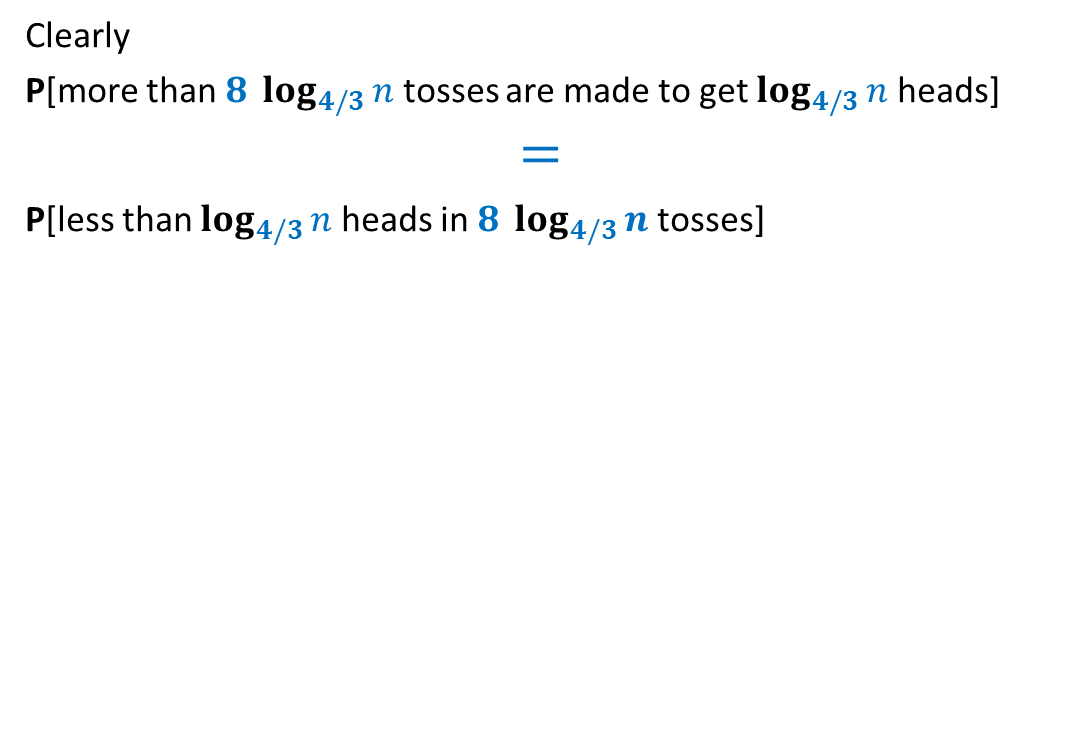 Clearly
P[more than 8 log₄/₃ n tosses are made to get log₄/₃ n heads]
=
P[less than log₄/₃ n heads in 8 log₄/₃ n tosses]